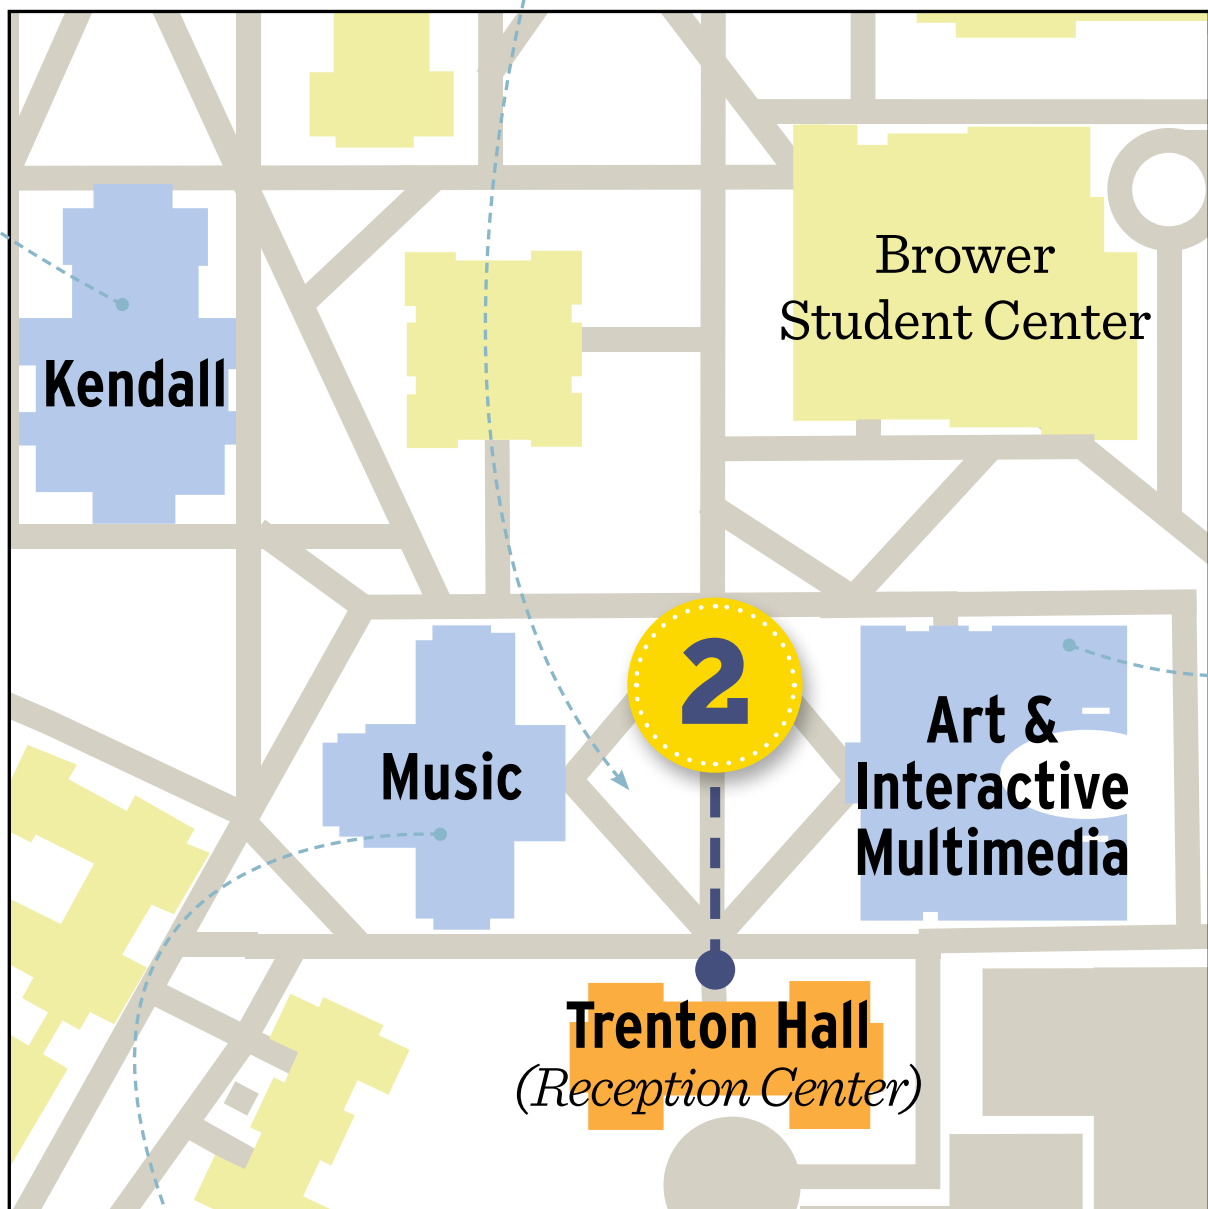 Brower
Student Center
Kendall
2
Music
Art &
Interactive
Multimedia
Trenton Hall
(Reception Center)